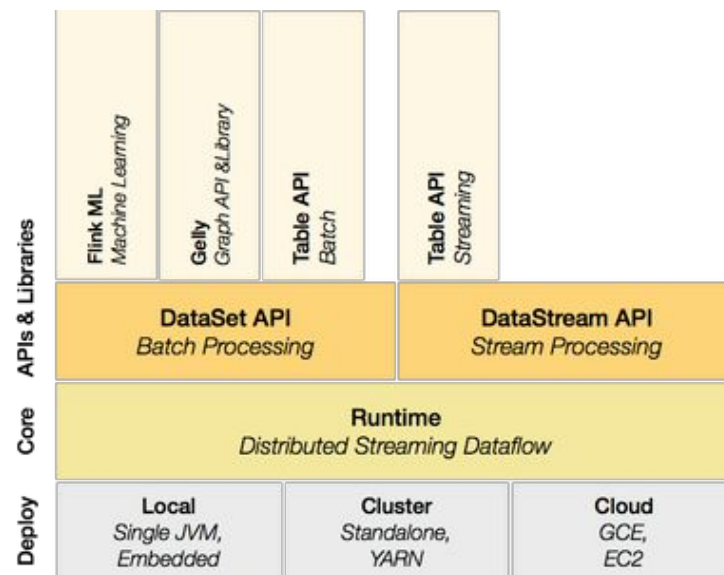 Flink ML
Machine Learning
Gelly
Graph API &Library
Table API
Batch
Table API
Streaming
APIs & Libraries
DataSet API
Batch Processing
DataStream API
Stream Processing
Core
Runtime
Distributed Streaming Dataflow
Deploy
Local
Single JVM,
Embedded
Cluster
Standalone,
YARN
Cloud
GCE,
EC2